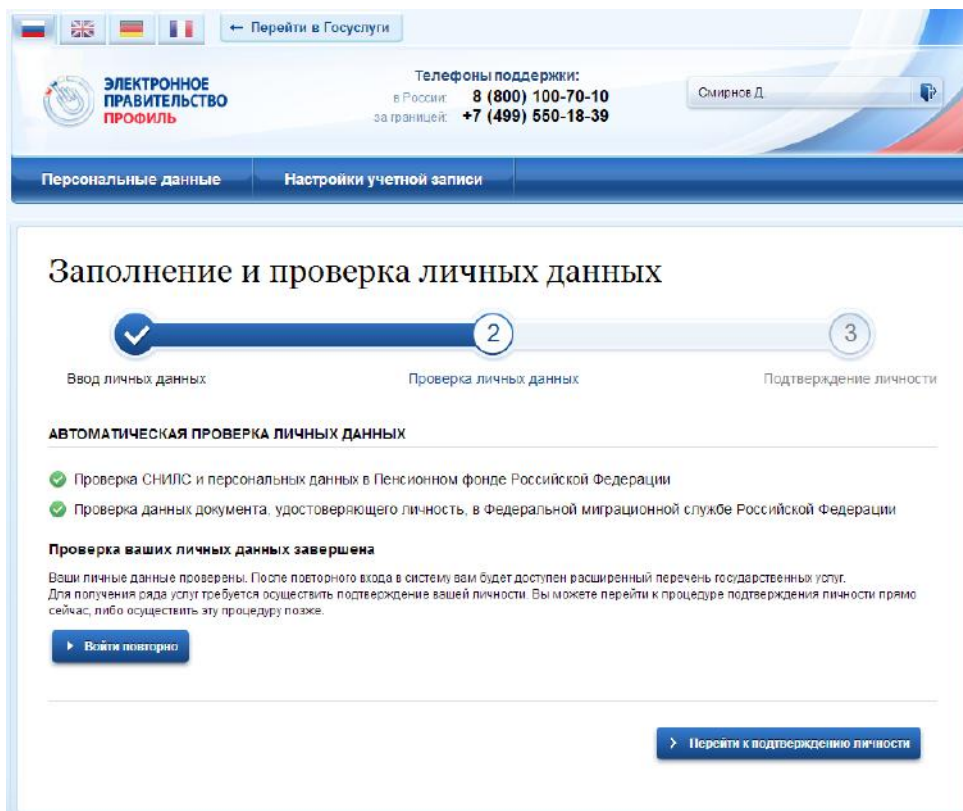 ← Перейти в Госуслуги
ЭЛЕКТРОННОЕ
ПРАВИТЕЛЬСТВО
ПРОФИЛЬ
Телефоны поддержки:
в России: 8 (800) 100-70-10
за границей: +7 (499) 550-18-39
Смирнов Д.
Персональные данные
Настройки учетной записи
Заполнение и проверка личных данных
2
3
Ввод личных данных
Проверка личных данных
Подтверждение личности
АВТОМАТИЧЕСКАЯ ПРОВЕРКА ЛИЧНЫХ ДАННЫХ
Проверка СНИЛС и персональных данных в Пенсионном фонде Российской Федерации
Проверка данных документа, удостоверяющего личность, в Федеральной миграционной службе Российской Федерации
Проверка ваших личных данных завершена
Ваши личные данные проверены. После повторного входа в систему вам будет доступен расширенный перечень государственных услуг.
Для получения ряда услуг требуется осуществить подтверждение вашей личности. Вы можете перейти к процедуре подтверждения личности прямо
сейчас, либо осуществить эту процедуру позже.
Войти повторно
Перейти к подтверждению личности